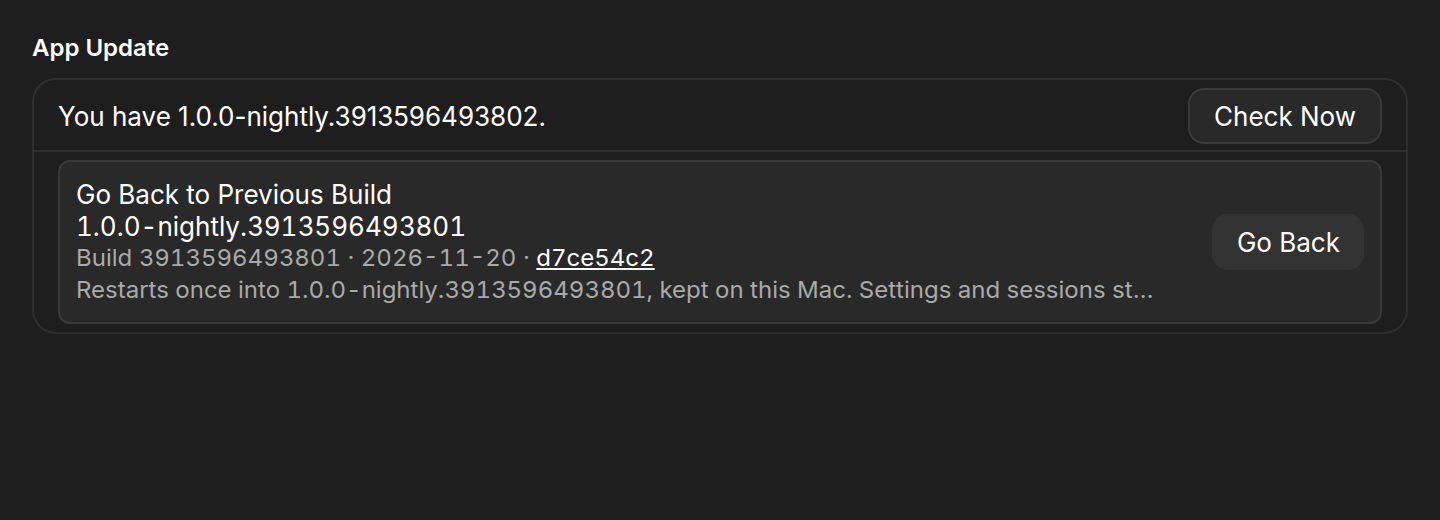 App Update
You have 1.0.0-nightly.3913596493802.
Check Now
Go Back to Previous Build
1.0.0-nightly.3913596493801
Build 3913596493801 · 2026-11-20 · d7ce54c2
Restarts once into 1.0.0-nightly.3913596493801, kept on this Mac. Settings and sessions st...
Go Back